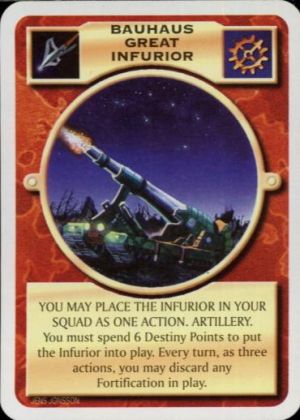 BAUHAUS
GREAT
INFURIOR
YOU MAY PLACE THE INFURIOR IN YOUR
SQUAD AS ONE ACTION. ARTILLERY.
You must spend 6 Destiny Points to put
the Infurior into play. Every turn, as three
actions, you may discard any
Fortification in play.
JENS JONSSON